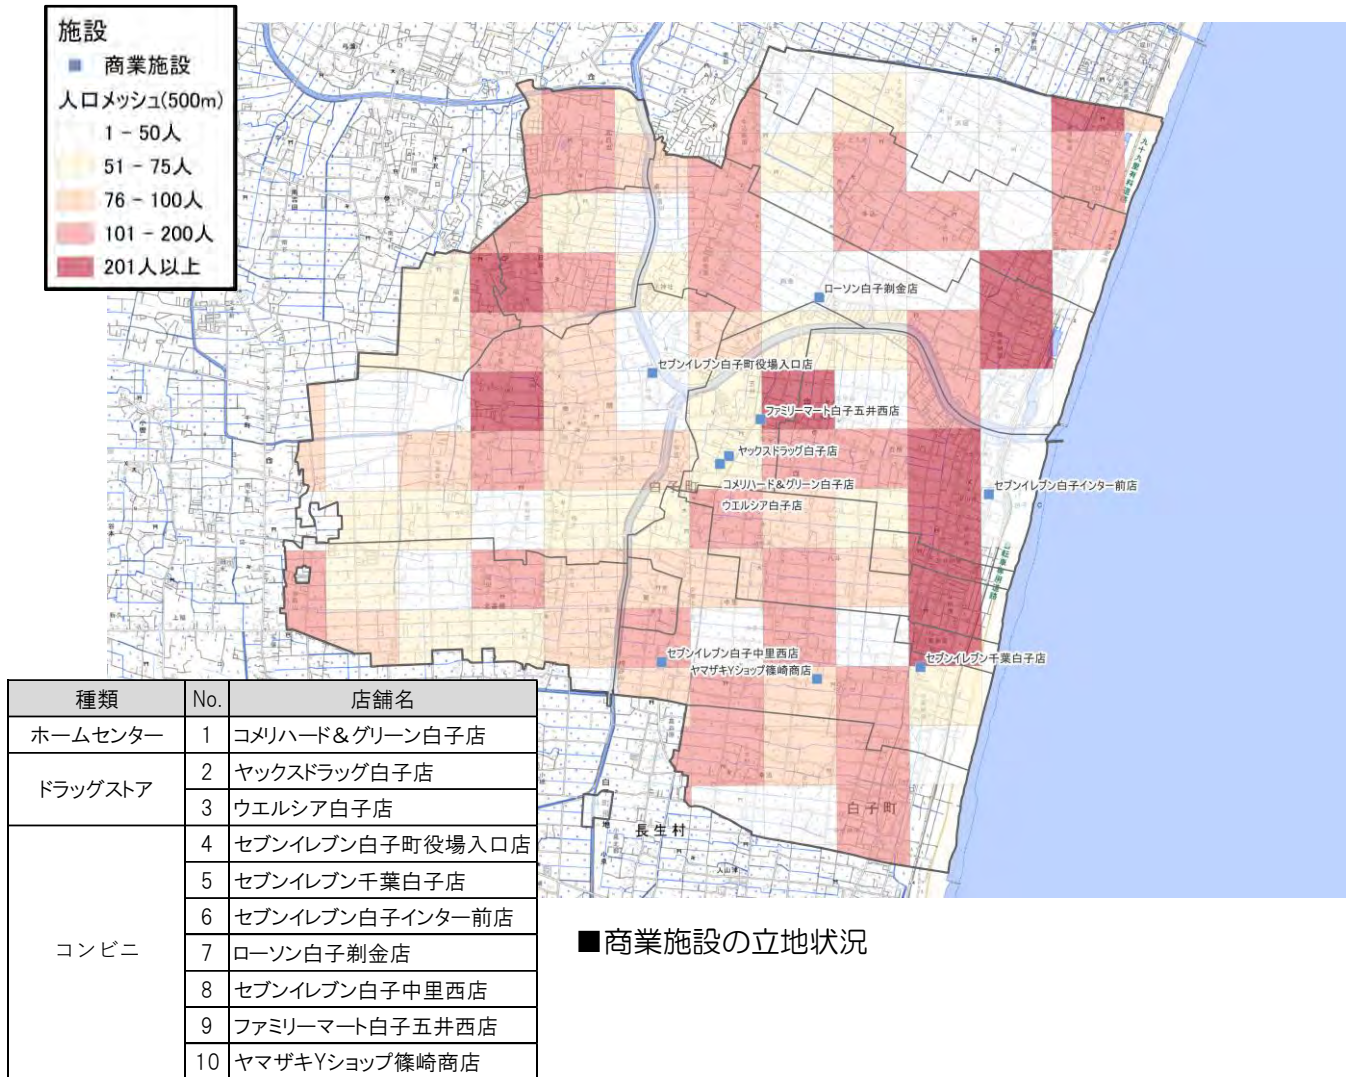 施設
商業施設
人口メッシュ(500m)
1 - 50人
51 - 75人
76 - 100人
101 - 200人
201人以上
ローソン白子剃金店
セブンイレブン白子町役場入口店
ファミリーマート白子五井西店
ヤックスドラッグ白子店
コメリハード&グリーン白子店
ウエルシア白子店
セブンイレブン白子インター前店
セブンイレブン白子中里西店
ヤマザキYショップ篠崎商店
セブンイレブン千葉白子店
白子町
白子町
長生村
九十九里有料道路
種類 No. 店舗名
ホームセンター 1 コメリハード&グリーン白子店
ドラッグストア 2 ヤックスドラッグ白子店
3 ウエルシア白子店
コンビニ 4 セブンイレブン白子町役場入口店
5 セブンイレブン千葉白子店
6 セブンイレブン白子インター前店
7 ローソン白子剃金店
8 セブンイレブン白子中里西店
9 ファミリーマート白子五井西店
10 ヤマザキYショップ篠崎商店
■商業施設の立地状況